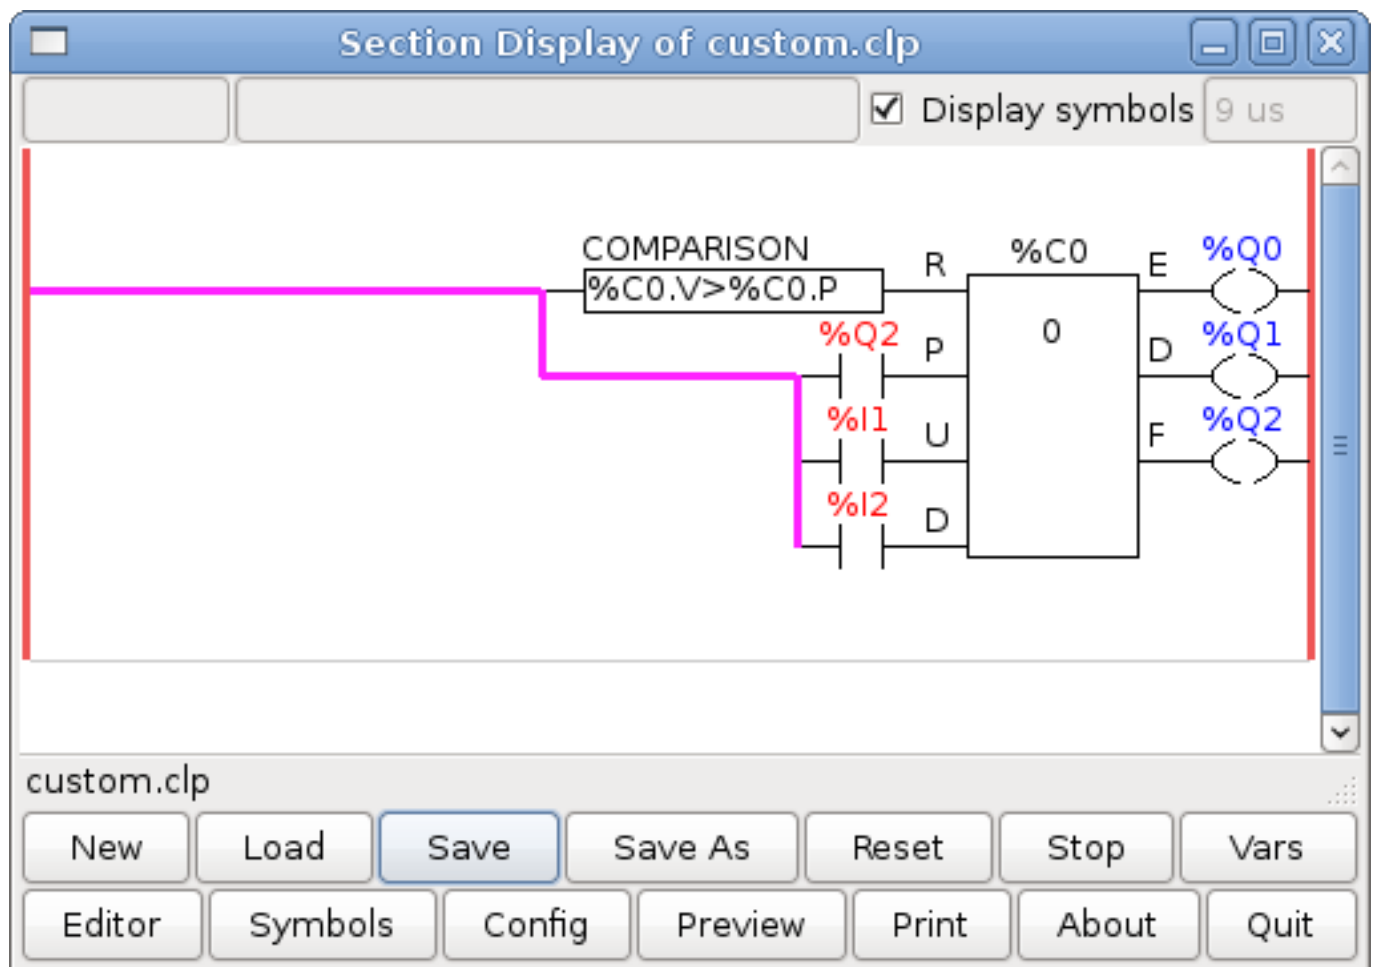 Section Display of custom.clp
Display symbols 9 us
COMPARISON R %C0 E %Q0
%C0.V>%C0.P
%Q2 P 0 D %Q1
%I1 U F %Q2
%I2 D
custom.clp
New Load Save Save As Reset Stop Vars
Editor Symbols Config Preview Print About Quit